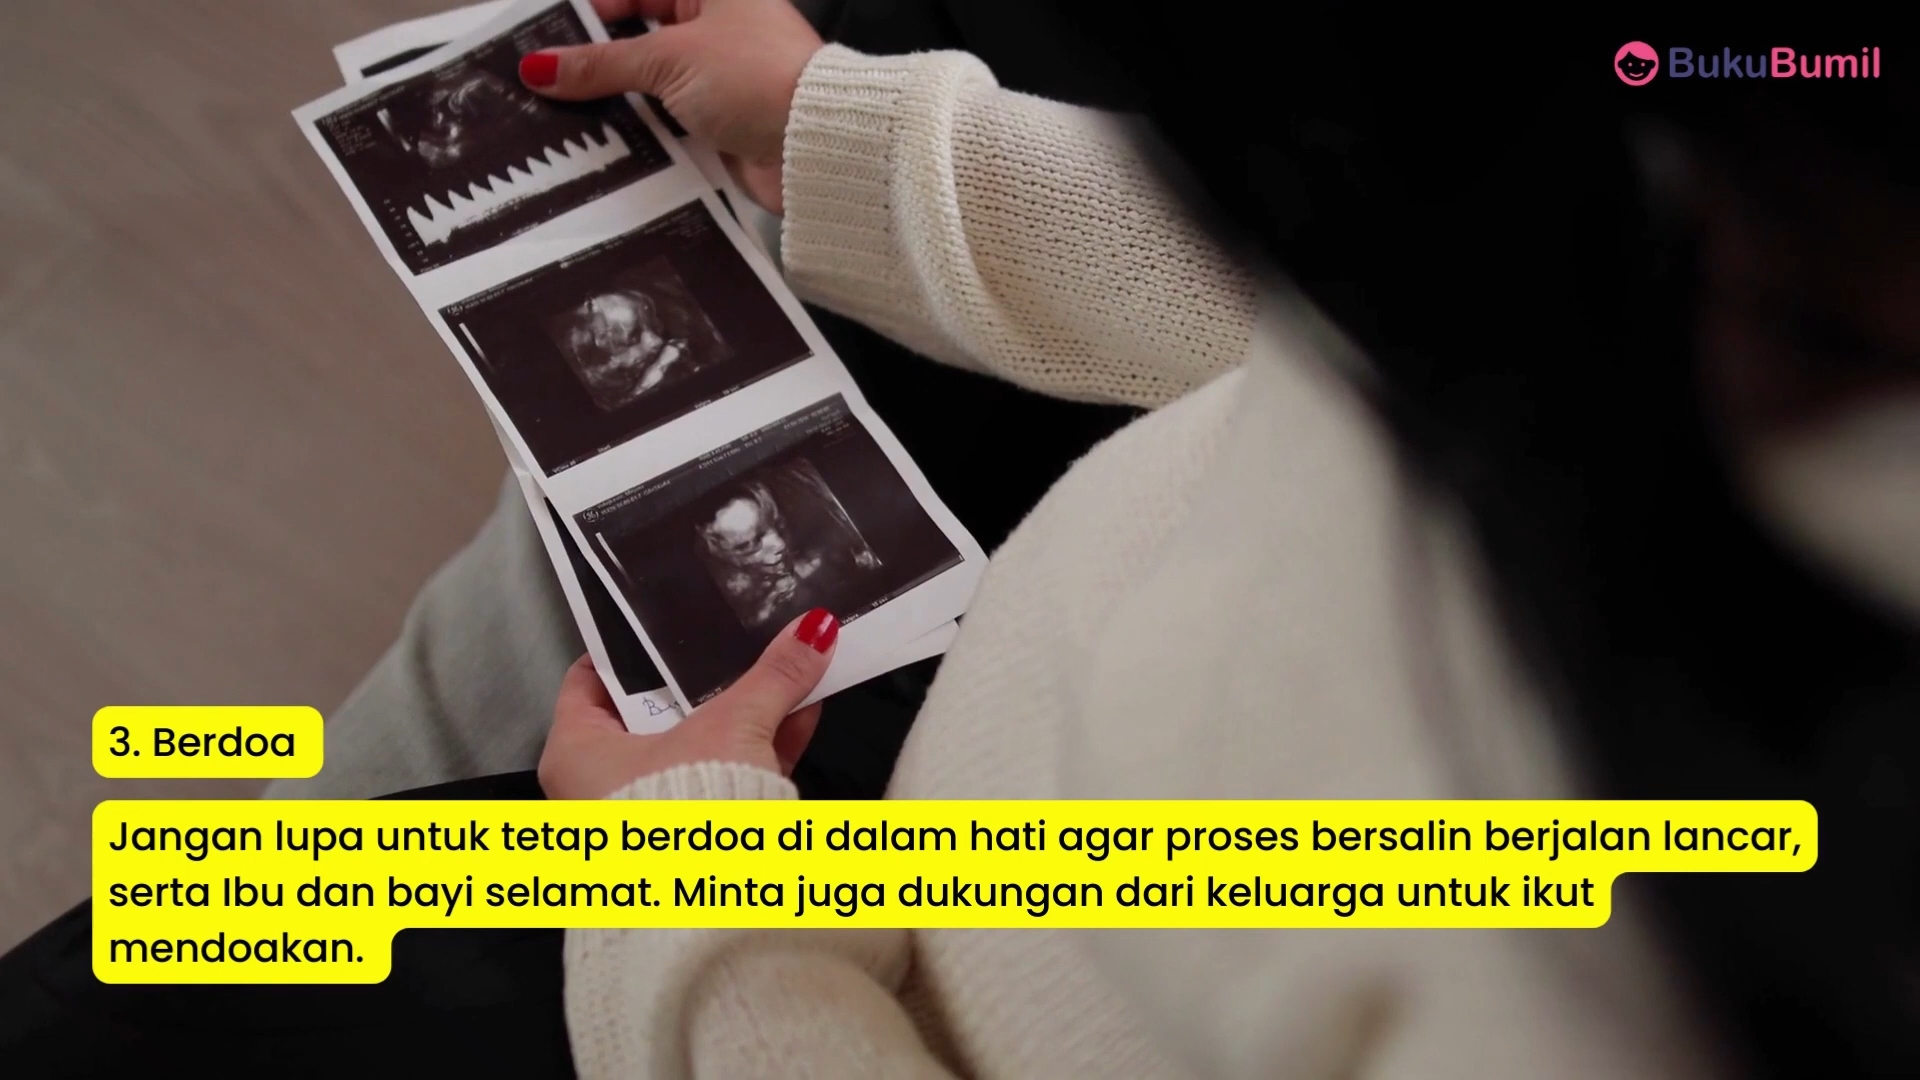 BukuBumil
3. Berdoa
Jangan lupa untuk tetap berdoa di dalam hati agar proses bersalin berjalan lancar,
serta Ibu dan bayi selamat. Minta juga dukungan dari keluarga untuk ikut
mendoakan.